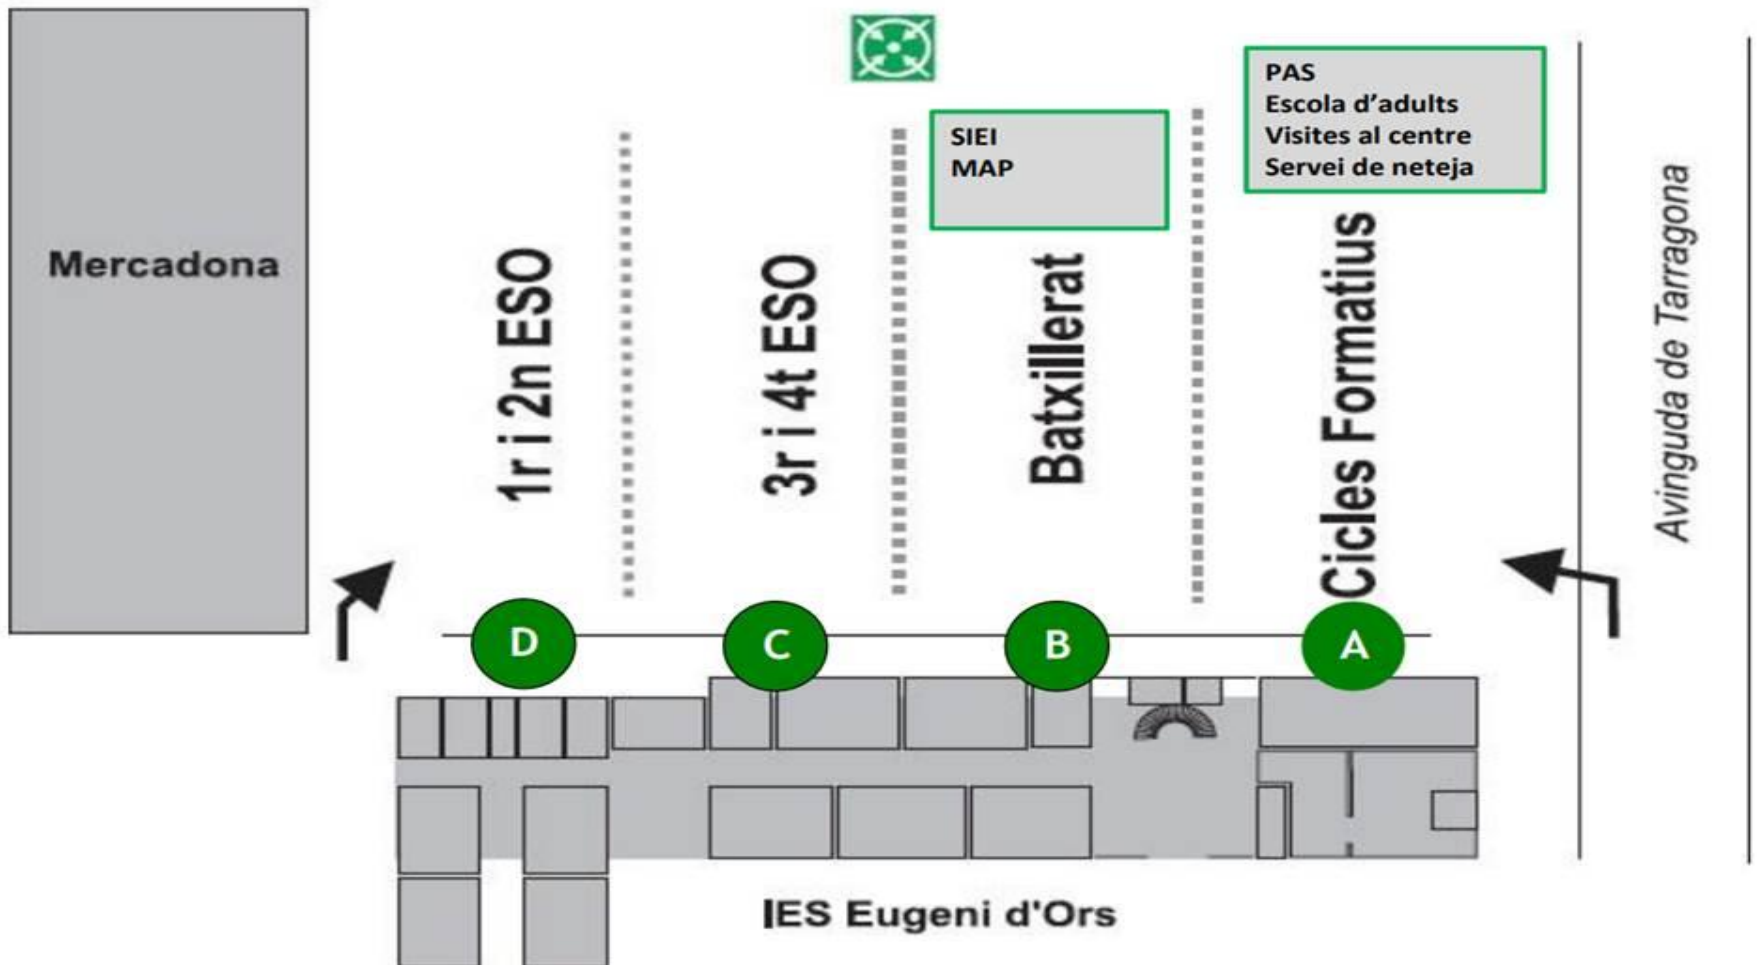 PAS
Escola d'adults
Visites al centre
Servei de neteja
SIEI
MAP
Mercadona
1r i 2n ESO
3r i 4t ESO
Batxillerat
Cicles Formatius
Avinguda de Tarragona
D
C
B
A
IES Eugeni d'Ors